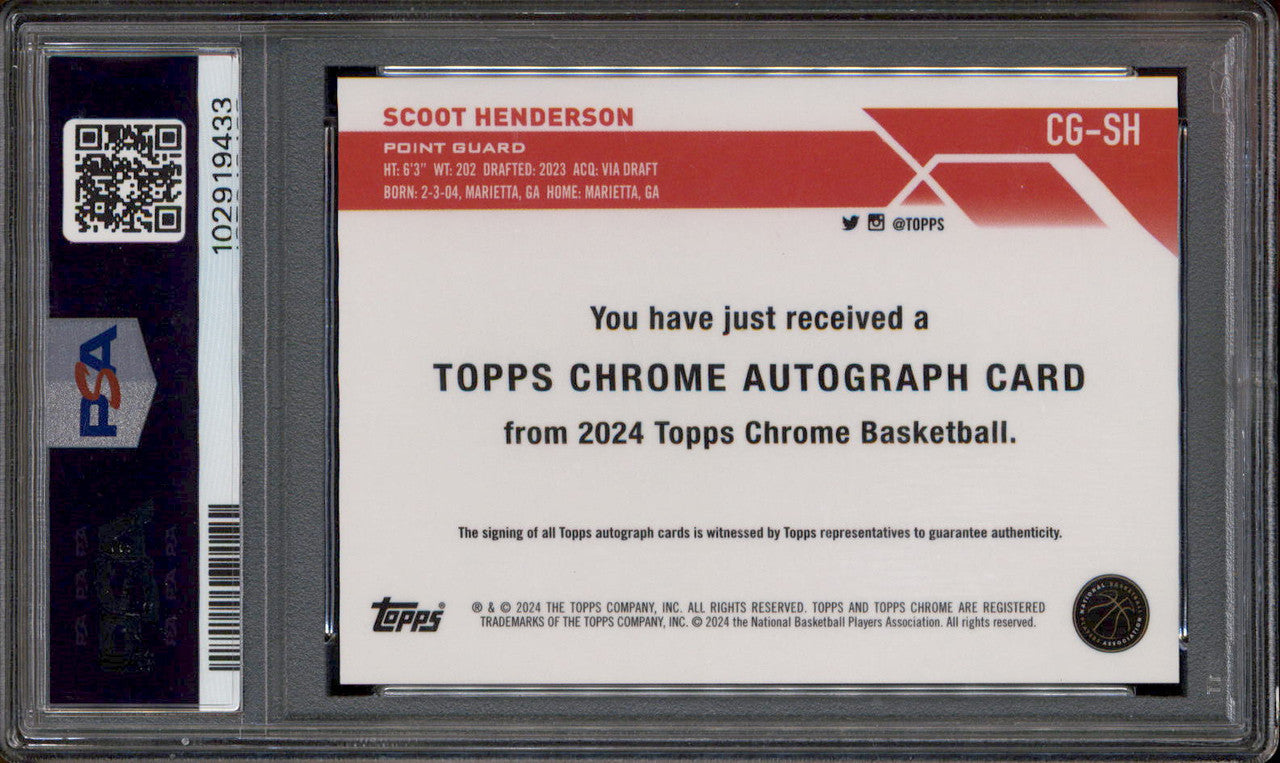 102919433
PSA
SCOOT HENDERSON
CG-SH
POINT GUARD
HT: 6'3" WT: 202 DRAFTED: 2023 ACQ: VIA DRAFT
BORN: 2-3-04, MARIETTA, GA HOME: MARIETTA, GA
@TOPPS
You have just received a
TOPPS CHROME AUTOGRAPH CARD
from 2024 Topps Chrome Basketball.
The signing of all Topps autograph cards is witnessed by Topps representatives to guarantee authenticity.
Topps®
® & © 2024 THE TOPPS COMPANY, INC. ALL RIGHTS RESERVED. TOPPS AND TOPPS CHROME ARE REGISTERED
TRADEMARKS OF THE TOPPS COMPANY, INC. © 2024 the National Basketball Players Association. All rights reserved.
NATIONAL BASKETBALL
PLAYERS ASSOCIATION